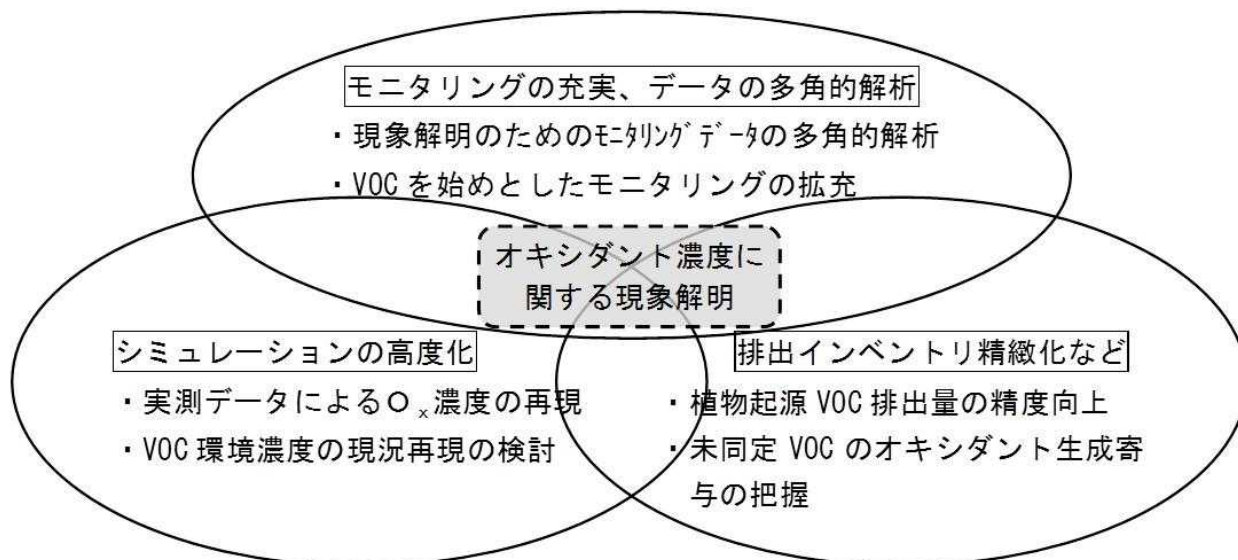 モニタリングの充実、データの多角的解析
・現象解明のためのﾓﾆﾀﾘﾝｸﾞﾃﾞｰﾀの多角的解析
・VOCを始めとしたモニタリングの拡充
オキシダント濃度に
関する現象解明
シミュレーションの高度化
・実測データによるOx濃度の再現
・VOC環境濃度の現況再現の検討
排出インベントリ精緻化など
・植物起源VOC排出量の精度向上
・未同定VOCのオキシダント生成寄
与の把握